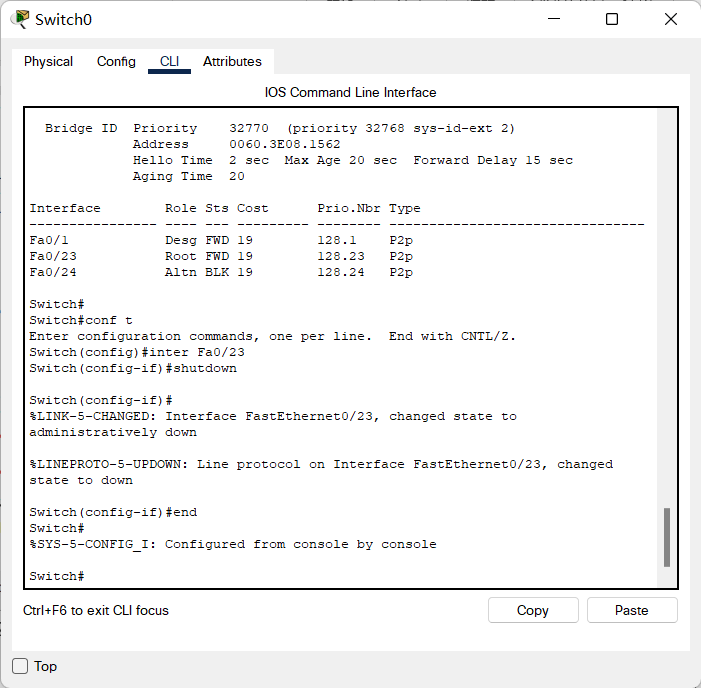 Switch0
Physical Config CLI Attributes
IOS Command Line Interface
Bridge ID  Priority    32770  (priority 32768 sys-id-ext 2)
Address     0060.3E08.1562
Hello Time  2 sec  Max Age 20 sec  Forward Delay 15 sec
Aging Time  20
Interface        Role Sts Cost      Prio.Nbr Type
---------------- ---- --- --------- -------- --------------------------------
Fa0/1            Desg FWD 19        128.1    P2p
Fa0/23           Root FWD 19        128.23   P2p
Fa0/24           Altn BLK 19        128.24   P2p
Switch#
Switch#conf t
Enter configuration commands, one per line.  End with CNTL/Z.
Switch(config)#inter Fa0/23
Switch(config-if)#shutdown
Switch(config-if)#
%LINK-5-CHANGED: Interface FastEthernet0/23, changed state to
administratively down
%LINEPROTO-5-UPDOWN: Line protocol on Interface FastEthernet0/23, changed
state to down
Switch(config-if)#end
Switch#
%SYS-5-CONFIG_I: Configured from console by console
Switch#
Ctrl+F6 to exit CLI focus
Copy
Paste
Top